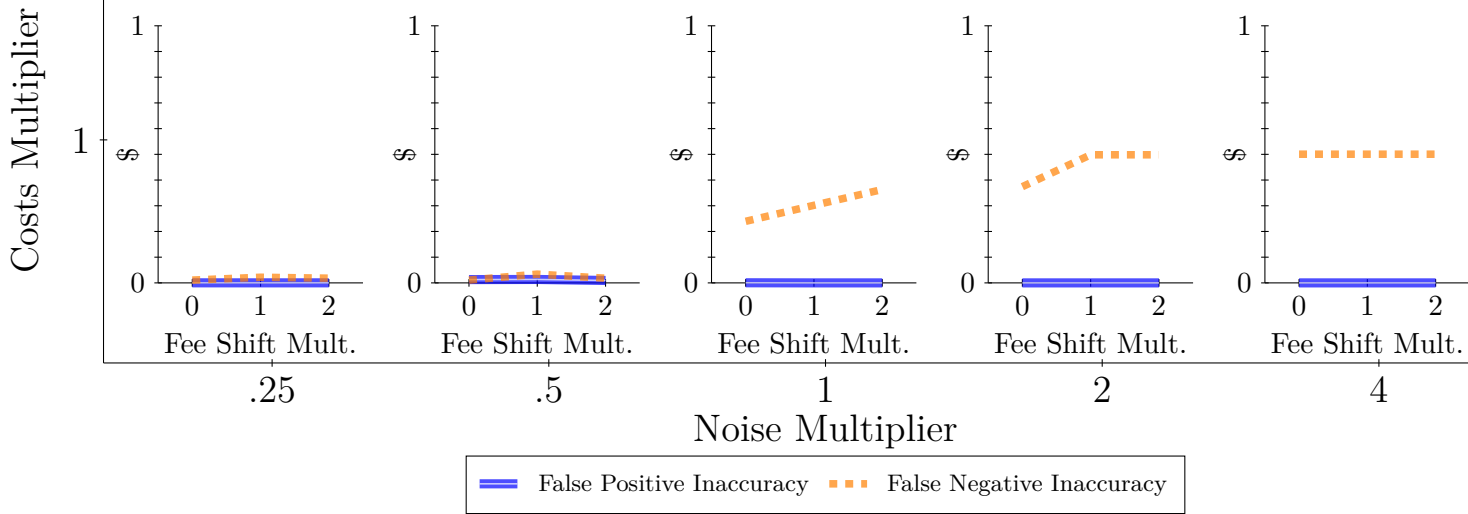 Costs Multiplier
1
1
$
0
0 1 2
Fee Shift Mult.
1
$
0
0 1 2
Fee Shift Mult.
1
$
0
0 1 2
Fee Shift Mult.
1
$
0
0 1 2
Fee Shift Mult.
1
$
0
0 1 2
Fee Shift Mult.
.25 .5 1 2 4
Noise Multiplier
False Positive Inaccuracy False Negative Inaccuracy